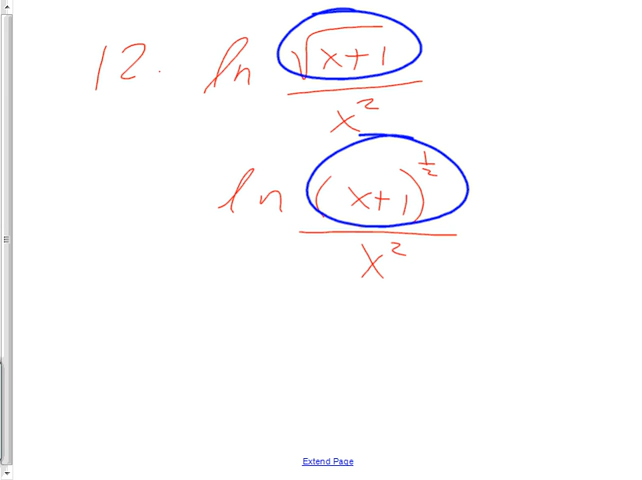 12. ln √(x+1) / x²
ln (x+1)^(1/2) / x²
Extend Page